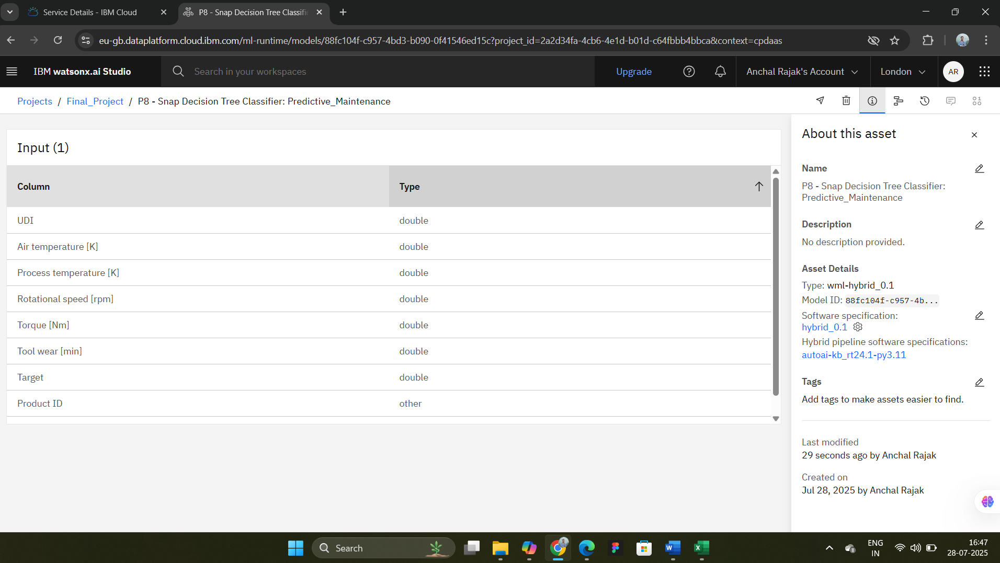 Service Details - IBM Cloud
P8 - Snap Decision Tree Classifi
eu-gb.dataplatform.cloud.ibm.com/ml-runtime/models/88fc104f-c957-4bd3-b090-0f41546ed15c?project_id=2a2d34fa-4cb6-4e1d-b01d-c64fbbb4bbca&context=cpdaas
IBM watsonx.ai Studio
Search in your workspaces
Upgrade
Anchal Rajak's Account
London
AR
Projects / Final_Project / P8 - Snap Decision Tree Classifier: Predictive_Maintenance
Input (1)
Column Type
UDI double
Air temperature [K] double
Process temperature [K] double
Rotational speed [rpm] double
Torque [Nm] double
Tool wear [min] double
Target double
Product ID other
About this asset
Name
P8 - Snap Decision Tree Classifier:
Predictive_Maintenance
Description
No description provided.
Asset Details
Type: wml-hybrid_0.1
Model ID: 88fc104f-c957-4b...
Software specification:
hybrid_0.1
Hybrid pipeline software specifications:
autoai-kb_rt24.1-py3.11
Tags
Add tags to make assets easier to find.
Last modified
29 seconds ago by Anchal Rajak
Created on
Jul 28, 2025 by Anchal Rajak
Search
ENG
IN
16:47
28-07-2025